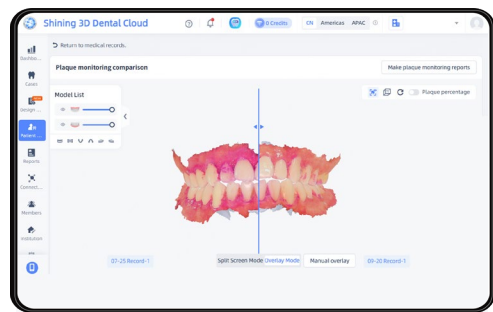 Shining 3D Dental Cloud
0 Credits
CN Americas APAC
Return to medical records.
Plaque monitoring comparison
Make plaque monitoring reports
Dashbo...
Cases
Design ...
Patient ...
Reports
Connect...
Members
Institution
Model List
Plaque percentage
07-25 Record-1
Split Screen Mode Overlay Mode
Manual overlay
09-20 Record-1